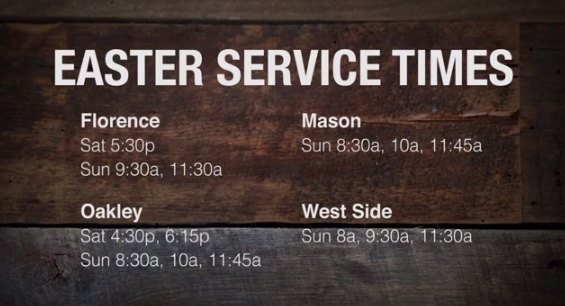 EASTER SERVICE TIMES
Florence
Sat 5:30p
Sun 9:30a, 11:30a
Mason
Sun 8:30a, 10a, 11:45a
Oakley
Sat 4:30p, 6:15p
Sun 8:30a, 10a, 11:45a
West Side
Sun 8a, 9:30a, 11:30a